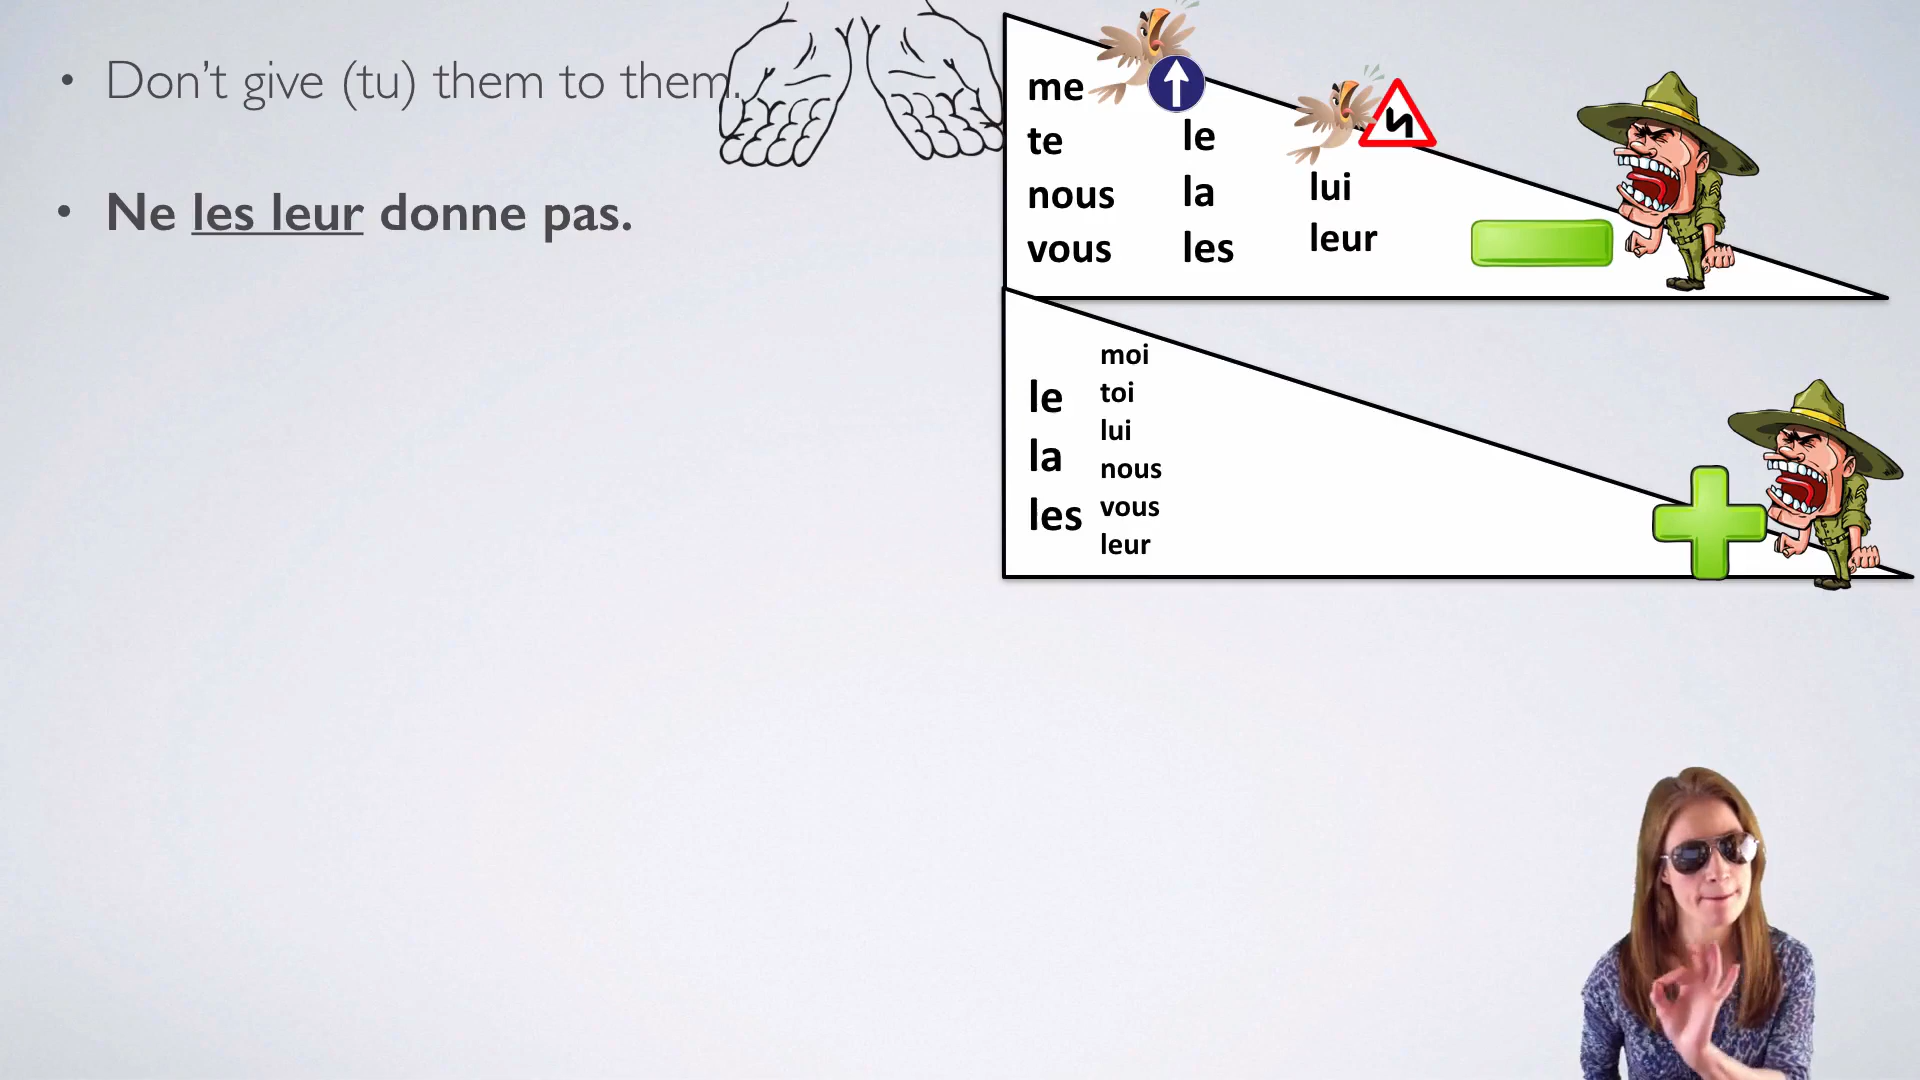 • Don't give (tu) them to them.
• Ne les leur donne pas.
me
te
nous
vous
le
la
les
lui
leur
le
la
les
moi
toi
lui
nous
vous
leur